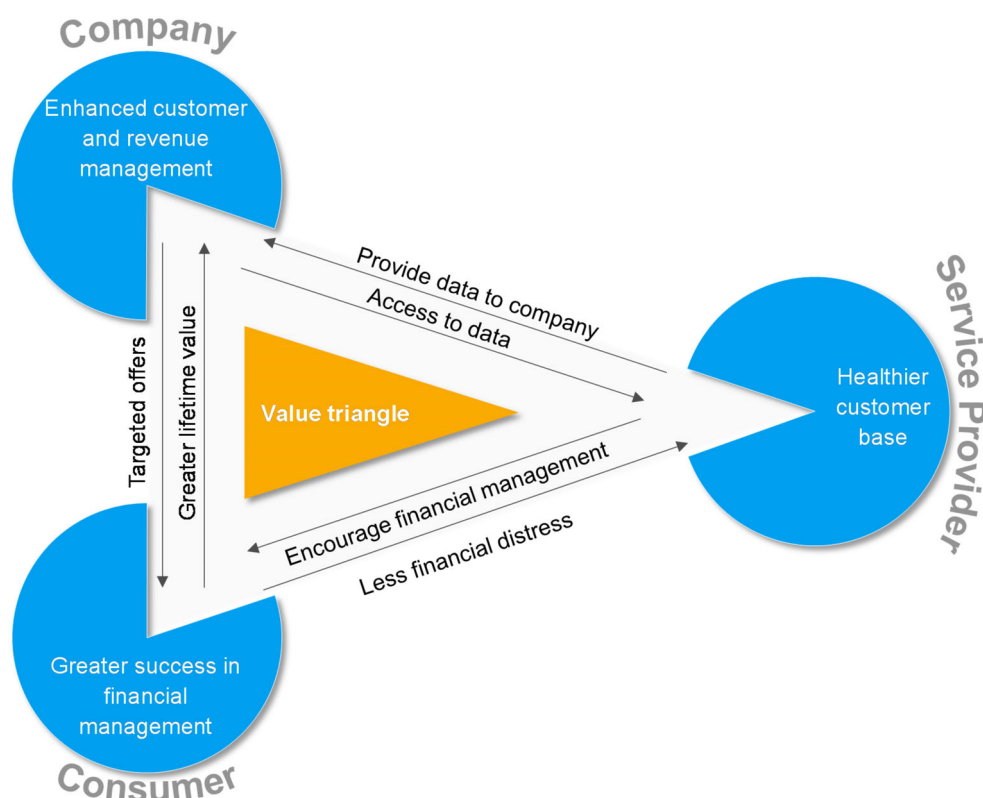 Company
Enhanced customer
and revenue
management
Provide data to company
Access to data
Service Provider
Healthier
customer
base
Targeted offers
Greater lifetime value
Value triangle
Encourage financial management
Less financial distress
Greater success in
financial
management
Consumer